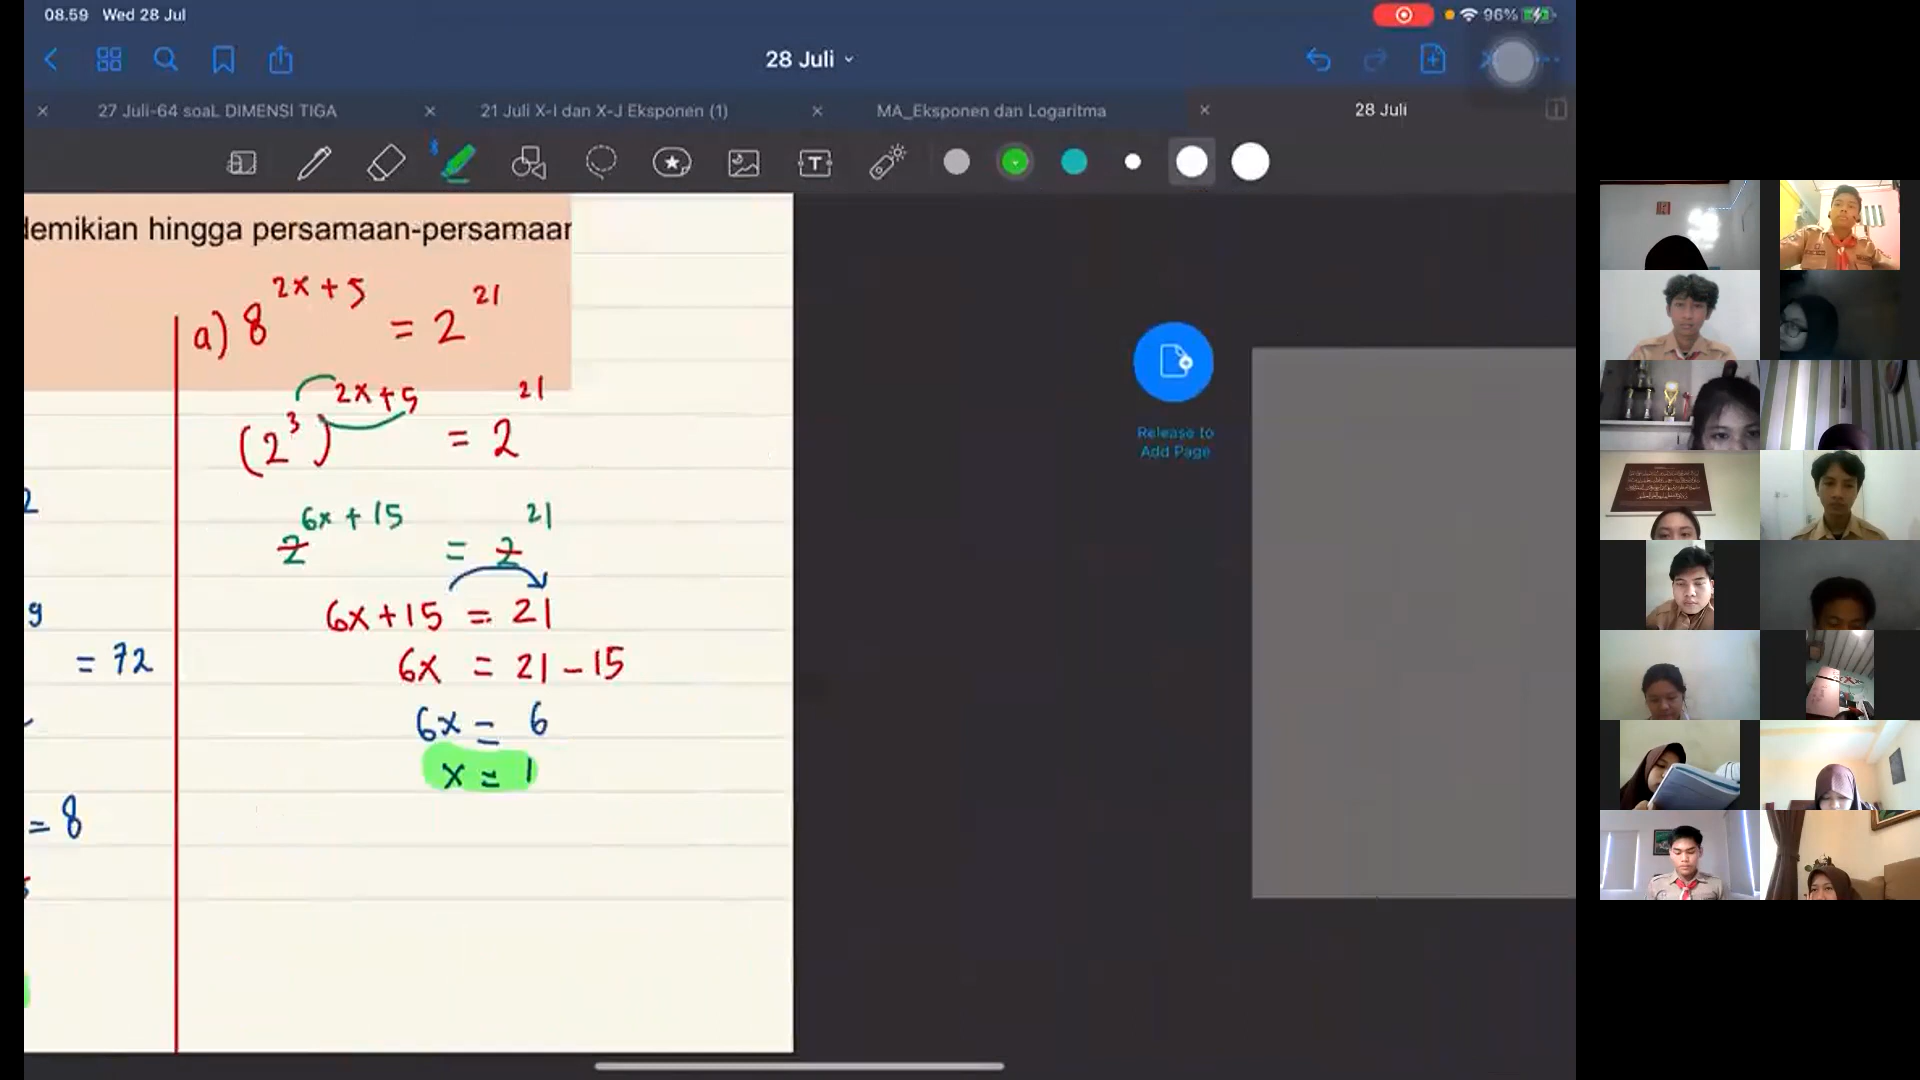 08.59 Wed 28 Jul
96%
28 Juli
27 Juli-64 soaL DIMENSI TIGA
21 Juli X-I dan X-J Eksponen (1)
MA_Eksponen dan Logaritma
28 Juli
demikian hingga persamaan-persamaan
a) 8^{2x+5} = 2^{21}
(2^3)^{2x+5} = 2^{21}
2^{6x+15} = 2^{21}
6x+15 = 21
6x = 21 - 15
6x = 6
x = 1
2
9
= 72
= 8
Release to
Add Page